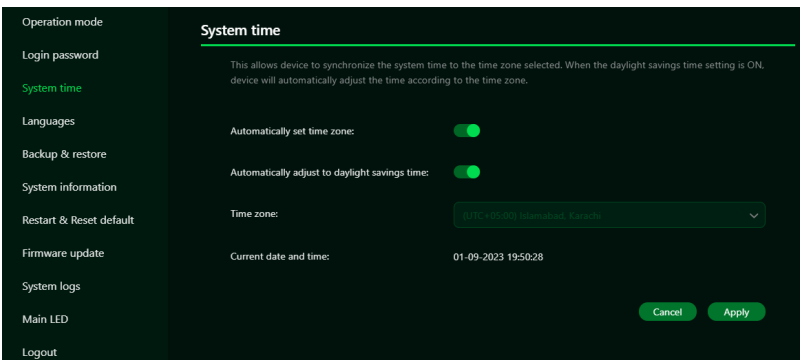 Operation mode
Login password
System time
Languages
Backup & restore
System information
Restart & Reset default
Firmware update
System logs
Main LED
Logout
System time
This allows device to synchronize the system time to the time zone selected. When the daylight savings time setting is ON,
device will automatically adjust the time according to the time zone.
Automatically set time zone:
Automatically adjust to daylight savings time:
Time zone:
(UTC+05:00) Islamabad, Karachi
Current date and time:
01-09-2023 19:50:28
Cancel
Apply